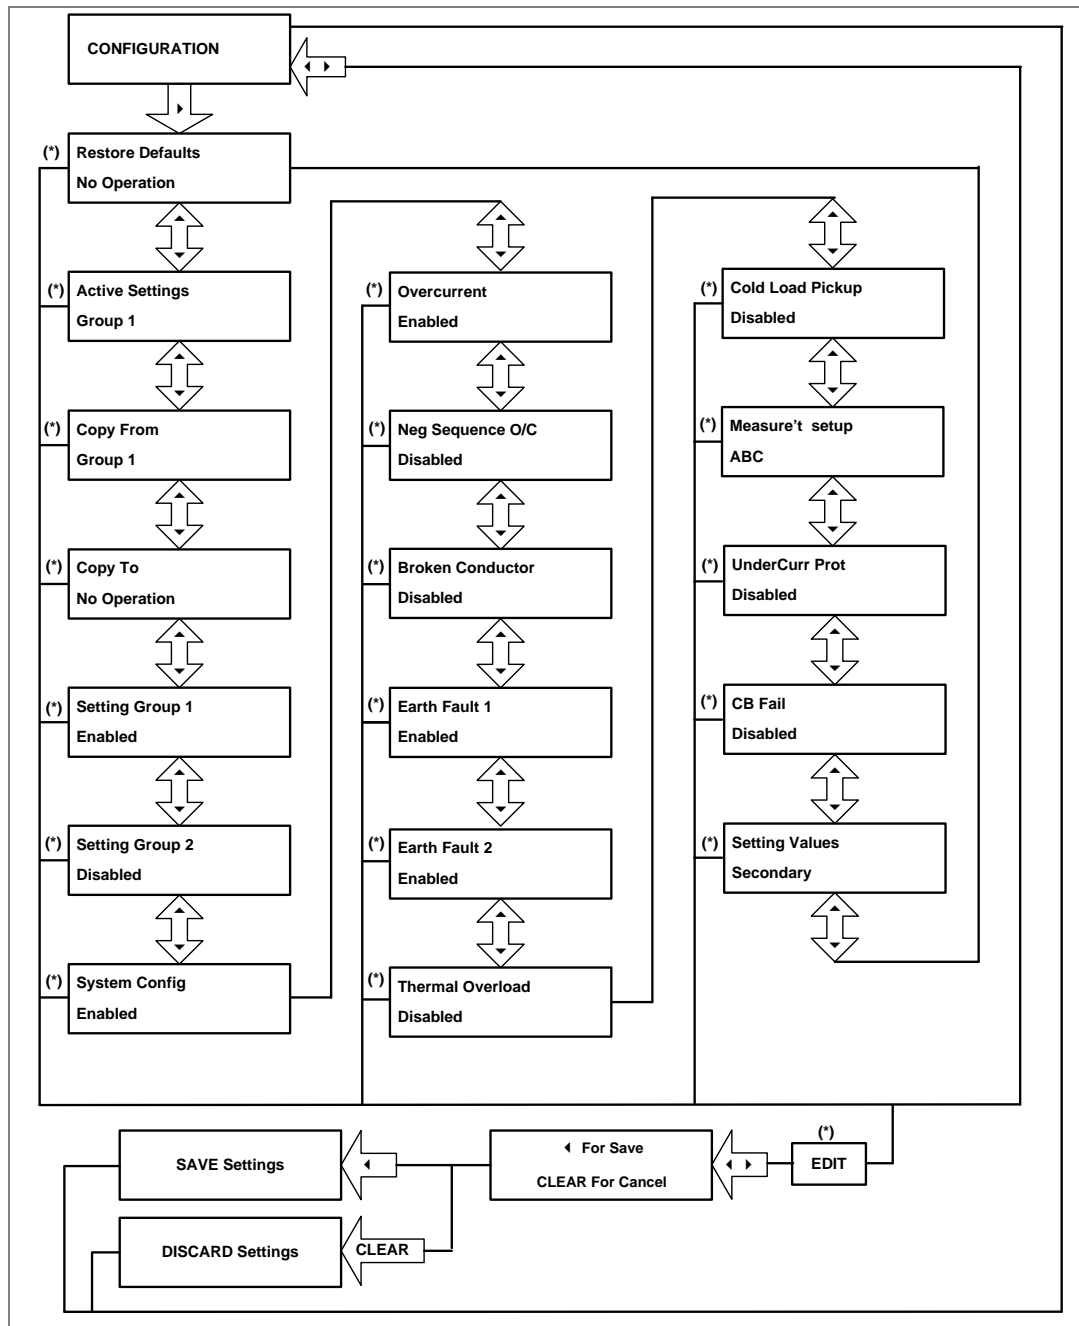 CONFIGURATION
(*)
Restore Defaults
No Operation
(*)
Active Settings
Group 1
(*)
Copy From
Group 1
(*)
Copy To
No Operation
(*)
Setting Group 1
Enabled
(*)
Setting Group 2
Disabled
(*)
System Config
Enabled
(*)
Overcurrent
Enabled
(*)
Neg Sequence O/C
Disabled
(*)
Broken Conductor
Disabled
(*)
Earth Fault 1
Enabled
(*)
Earth Fault 2
Enabled
(*)
Thermal Overload
Disabled
(*)
Cold Load Pickup
Disabled
(*)
Measure't setup
ABC
(*)
UnderCurr Prot
Disabled
(*)
CB Fail
Disabled
(*)
Setting Values
Secondary
(*)
EDIT
For Save
CLEAR For Cancel
SAVE Settings
CLEAR
DISCARD Settings